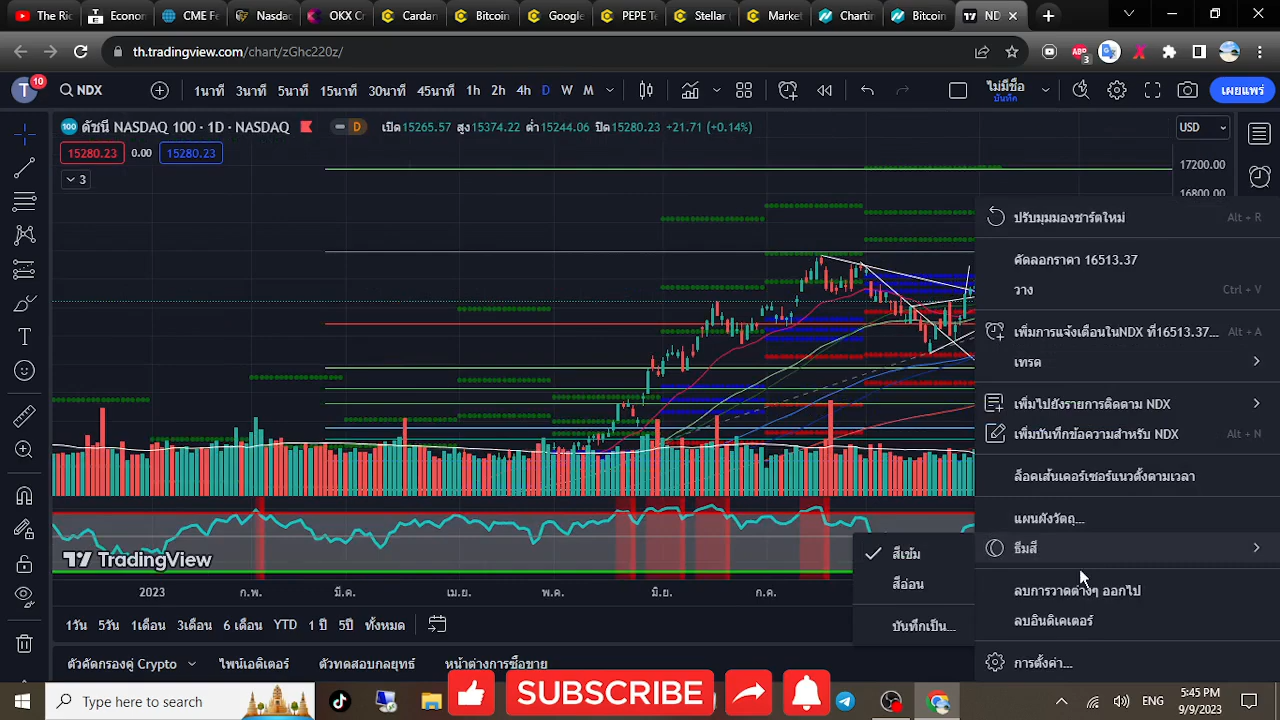 The Ri
Econom
CME Fe
Nasda
OKX C
Cardan
Bitcoin
Google
PEPE Te
Stellar (
Market
Chartin
Bitcoin
ND
th.tradingview.com/chart/zGhc220z/
3
T 10 NDX 1นาที 3นาที 5นาที 15นาที 30นาที 45นาที 1h 2h 4h D W M ไม่มีชื่อ เผยแพร่
บันทึก
100 ดัชนี NASDAQ 100 · 1D · NASDAQ D เปิด15265.57 สูง15374.22 ต่ำ15244.06 ปิด15280.23 +21.71 (+0.14%) USD
15280.23 0.00 15280.23
17200.00
3
16800.00
ปรับมุมมองชาร์ตใหม่ Alt + R
คัดลอกราคา 16513.37
วาง Ctrl + V
เพิ่มการแจ้งเตือนในNDX ที่16513.37... Alt + A
เทรด
เพิ่มไปยังรายการติดตาม NDX
เพิ่มบันทึกข้อความสำหรับ NDX Alt + N
ล็อคเส้นเคอร์เซอร์แนวตั้งตามเวลา
แผนผังวัตถุ...
ธีมสี
สีเข้ม
สีอ่อน
บันทึกเป็น...
ลบการวาดต่างๆ ออกไป
ลบอินดิเคเตอร์
การตั้งค่า...
TradingView
2023 ก.พ. มี.ค. เม.ย. พ.ค. มิ.ย. ก.ค.
1วัน 5วัน 1เดือน 3เดือน 6 เดือน YTD 1 ปี 5ปี ทั้งหมด
ตัวคัดกรองคู่ Crypto ไพน์เอดิเตอร์ ตัวทดสอบกลยุทธ์ หน้าต่างการซื้อขาย
Type here to search
SUBSCRIBE
ENG
5:45 PM
9/9/2023